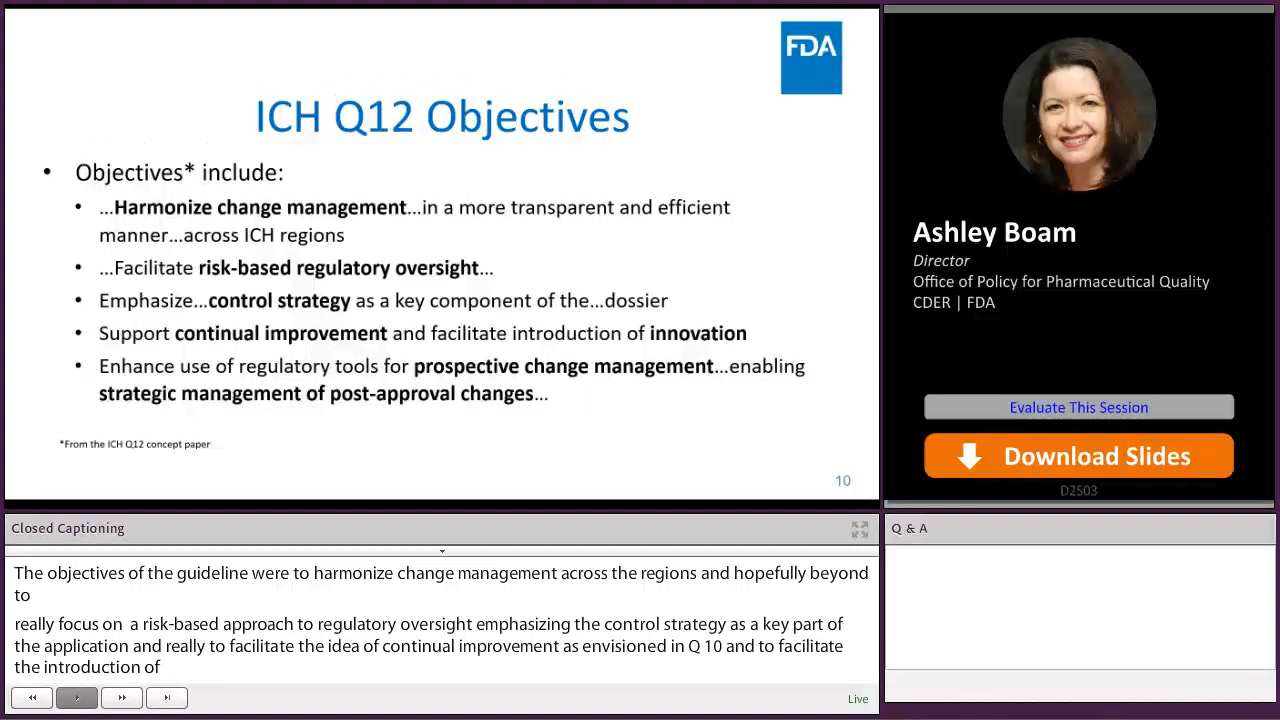 FDA
ICH Q12 Objectives
• Objectives* include:
• …Harmonize change management…in a more transparent and efficient
manner…across ICH regions
• …Facilitate risk-based regulatory oversight…
• Emphasize…control strategy as a key component of the…dossier
• Support continual improvement and facilitate introduction of innovation
• Enhance use of regulatory tools for prospective change management…enabling
strategic management of post-approval changes…
*From the ICH Q12 concept paper
10
Ashley Boam
Director
Office of Policy for Pharmaceutical Quality
CDER | FDA
Evaluate This Session
Download Slides
D2S03
Closed Captioning
The objectives of the guideline were to harmonize change management across the regions and hopefully beyond
to
really focus on  a risk-based approach to regulatory oversight emphasizing the control strategy as a key part of
the application and really to facilitate the idea of continual improvement as envisioned in Q 10 and to facilitate
the introduction of
Live
Q & A